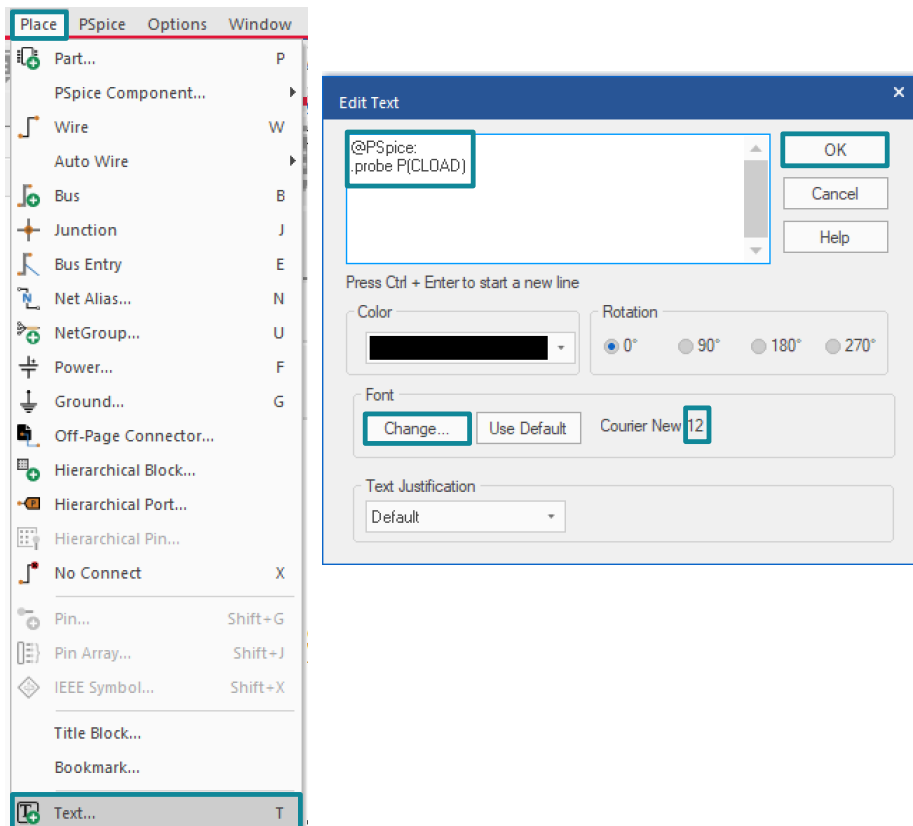 Place PSpice Options Window
Part... P
PSpice Component...
Wire W
Auto Wire
Bus B
Junction J
Bus Entry E
Net Alias... N
NetGroup... U
Power... F
Ground... G
Off-Page Connector...
Hierarchical Block...
Hierarchical Port...
Hierarchical Pin...
No Connect X
Pin... Shift+G
Pin Array... Shift+J
IEEE Symbol... Shift+X
Title Block...
Bookmark...
Text... T
Edit Text
@PSpice:
.probe P(CLOAD)
OK
Cancel
Help
Press Ctrl + Enter to start a new line
Color
Rotation
0° 90° 180° 270°
Font
Change... Use Default Courier New 12
Text Justification
Default